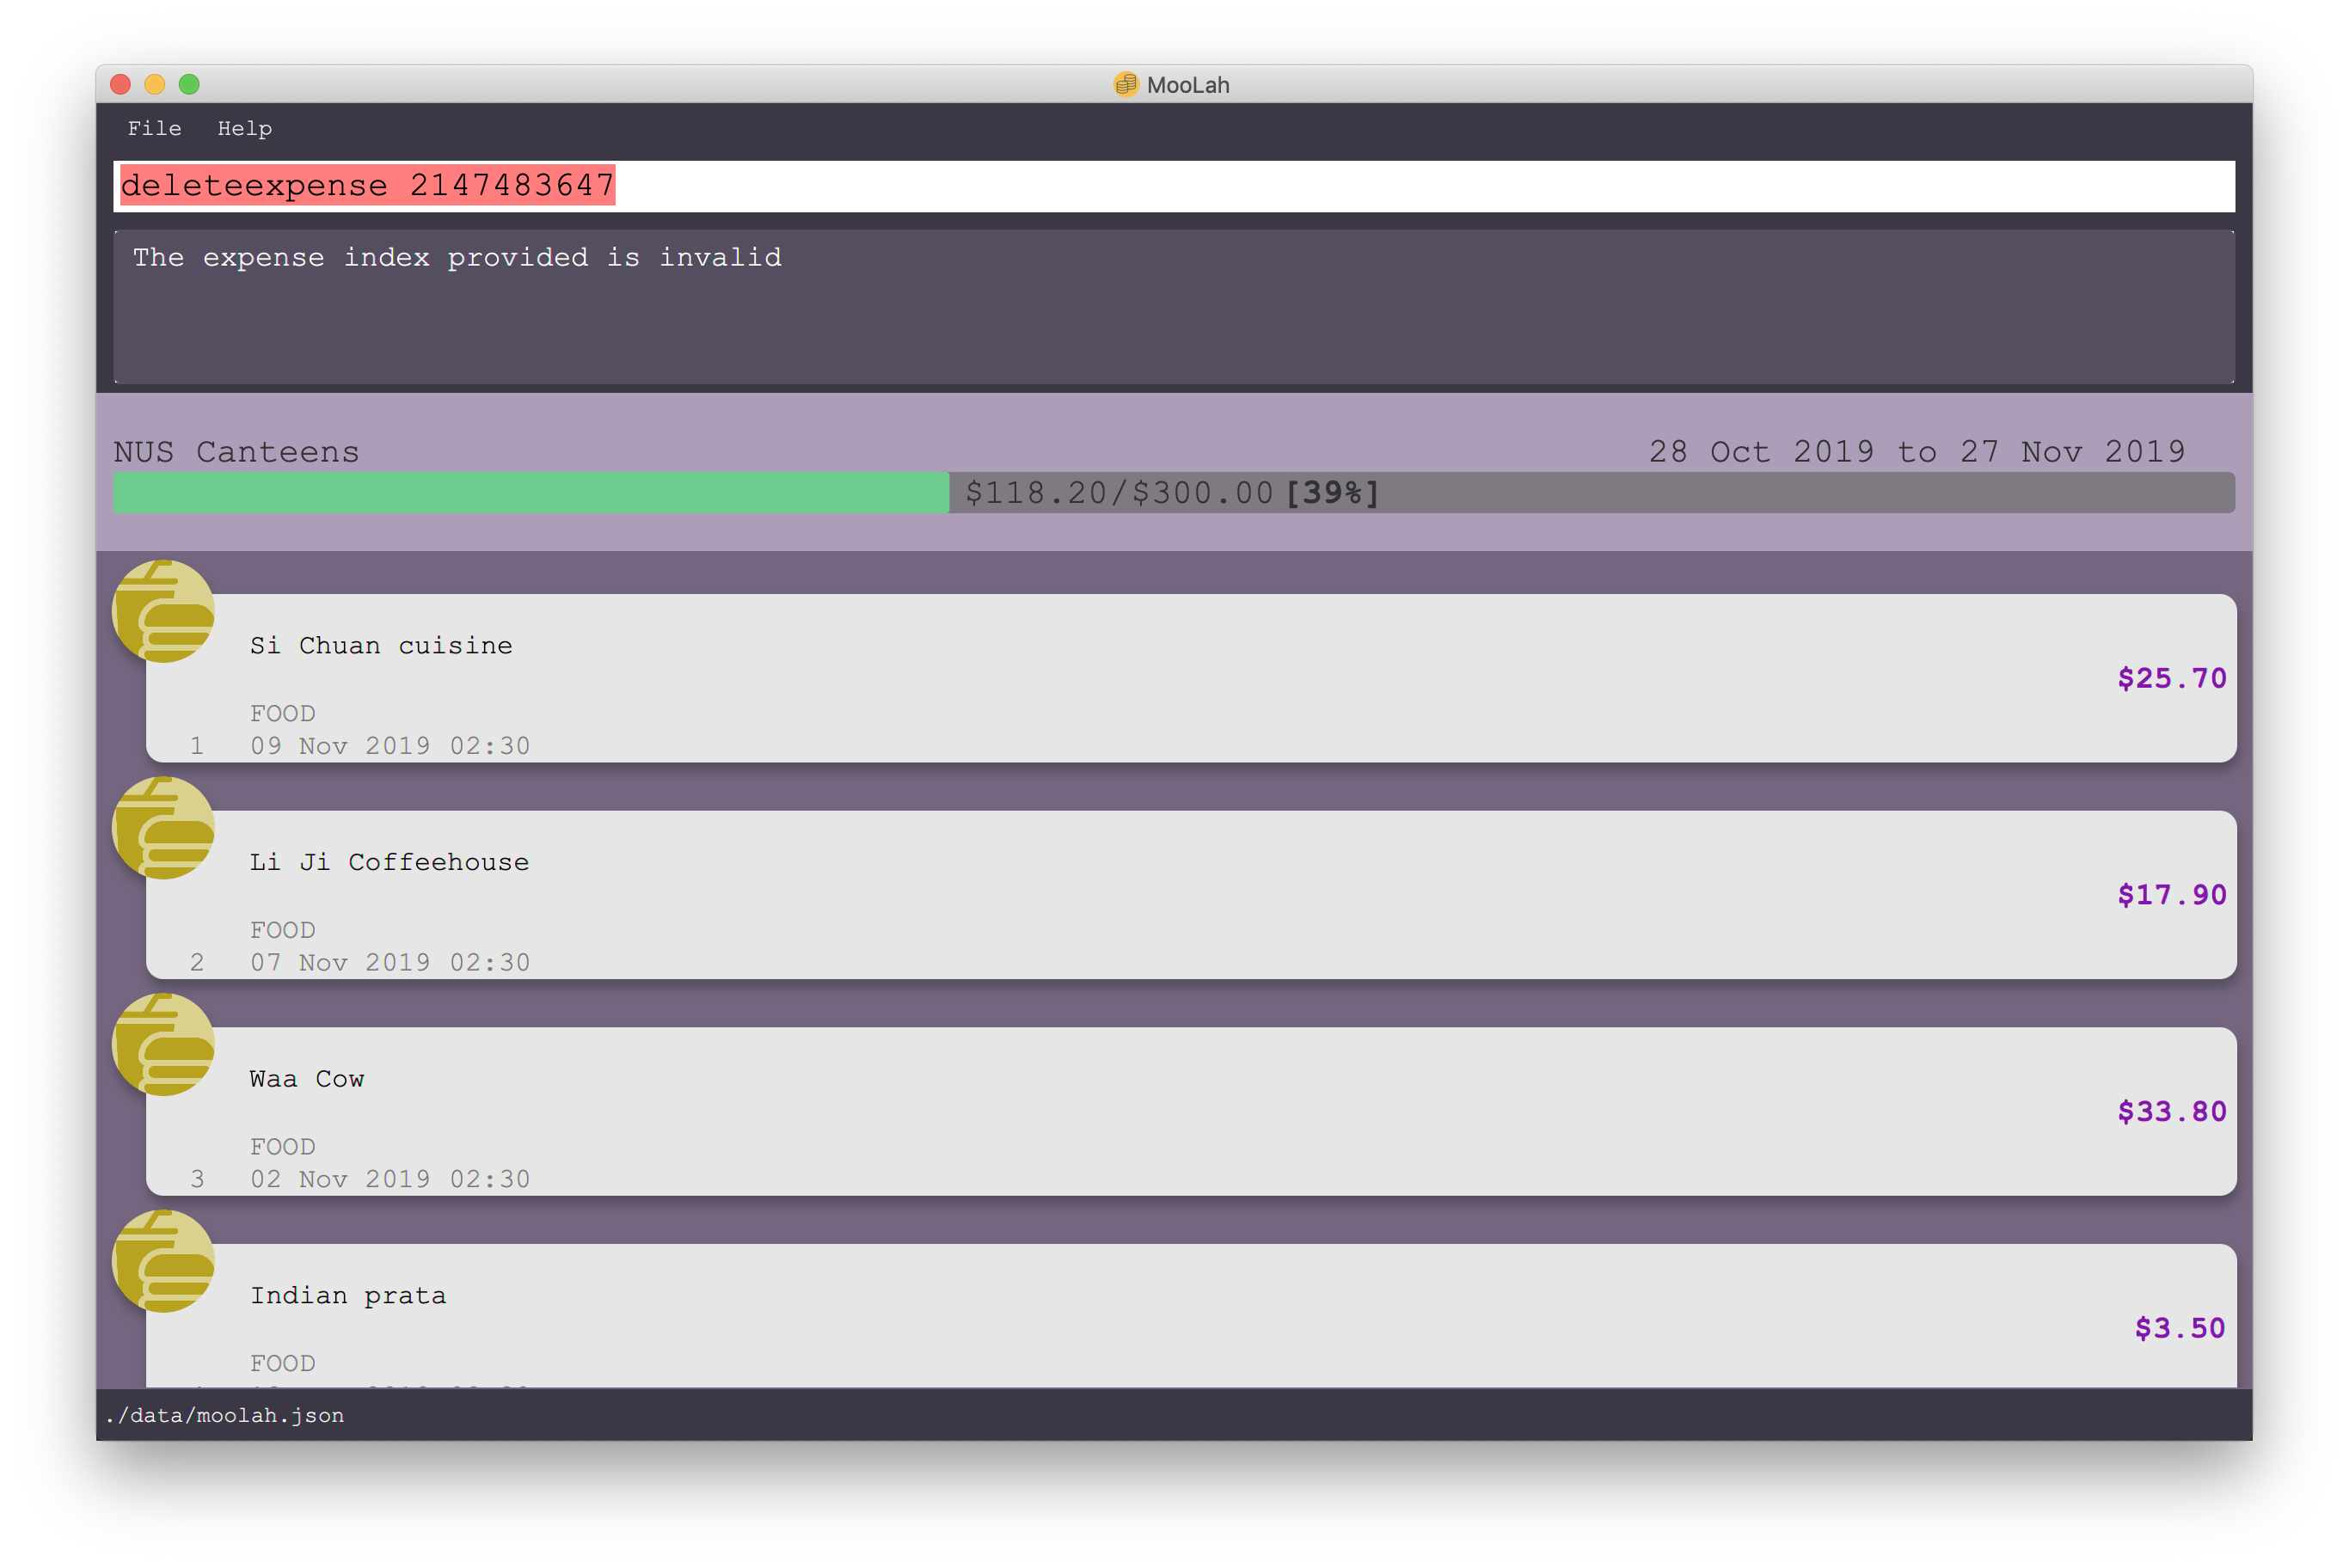 MooLah
File Help
deleteexpense 2147483647
The expense index provided is invalid
NUS Canteens 28 Oct 2019 to 27 Nov 2019
$118.20/$300.00 [39%]
Si Chuan cuisine
$25.70
FOOD
1 09 Nov 2019 02:30
Li Ji Coffeehouse
$17.90
FOOD
2 07 Nov 2019 02:30
Waa Cow
$33.80
FOOD
3 02 Nov 2019 02:30
Indian prata
$3.50
FOOD
./data/moolah.json